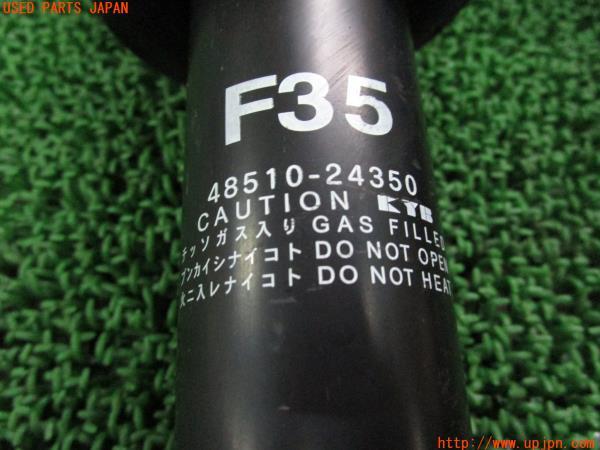 USED PARTS JAPAN
F35
48510-24350
CAUTION KYB
チッソガス入り GAS FILLED
ブンカイシナイコト DO NOT OPEN
火ニ入レナイコト DO NOT HEAT
http://www.upjpn.com